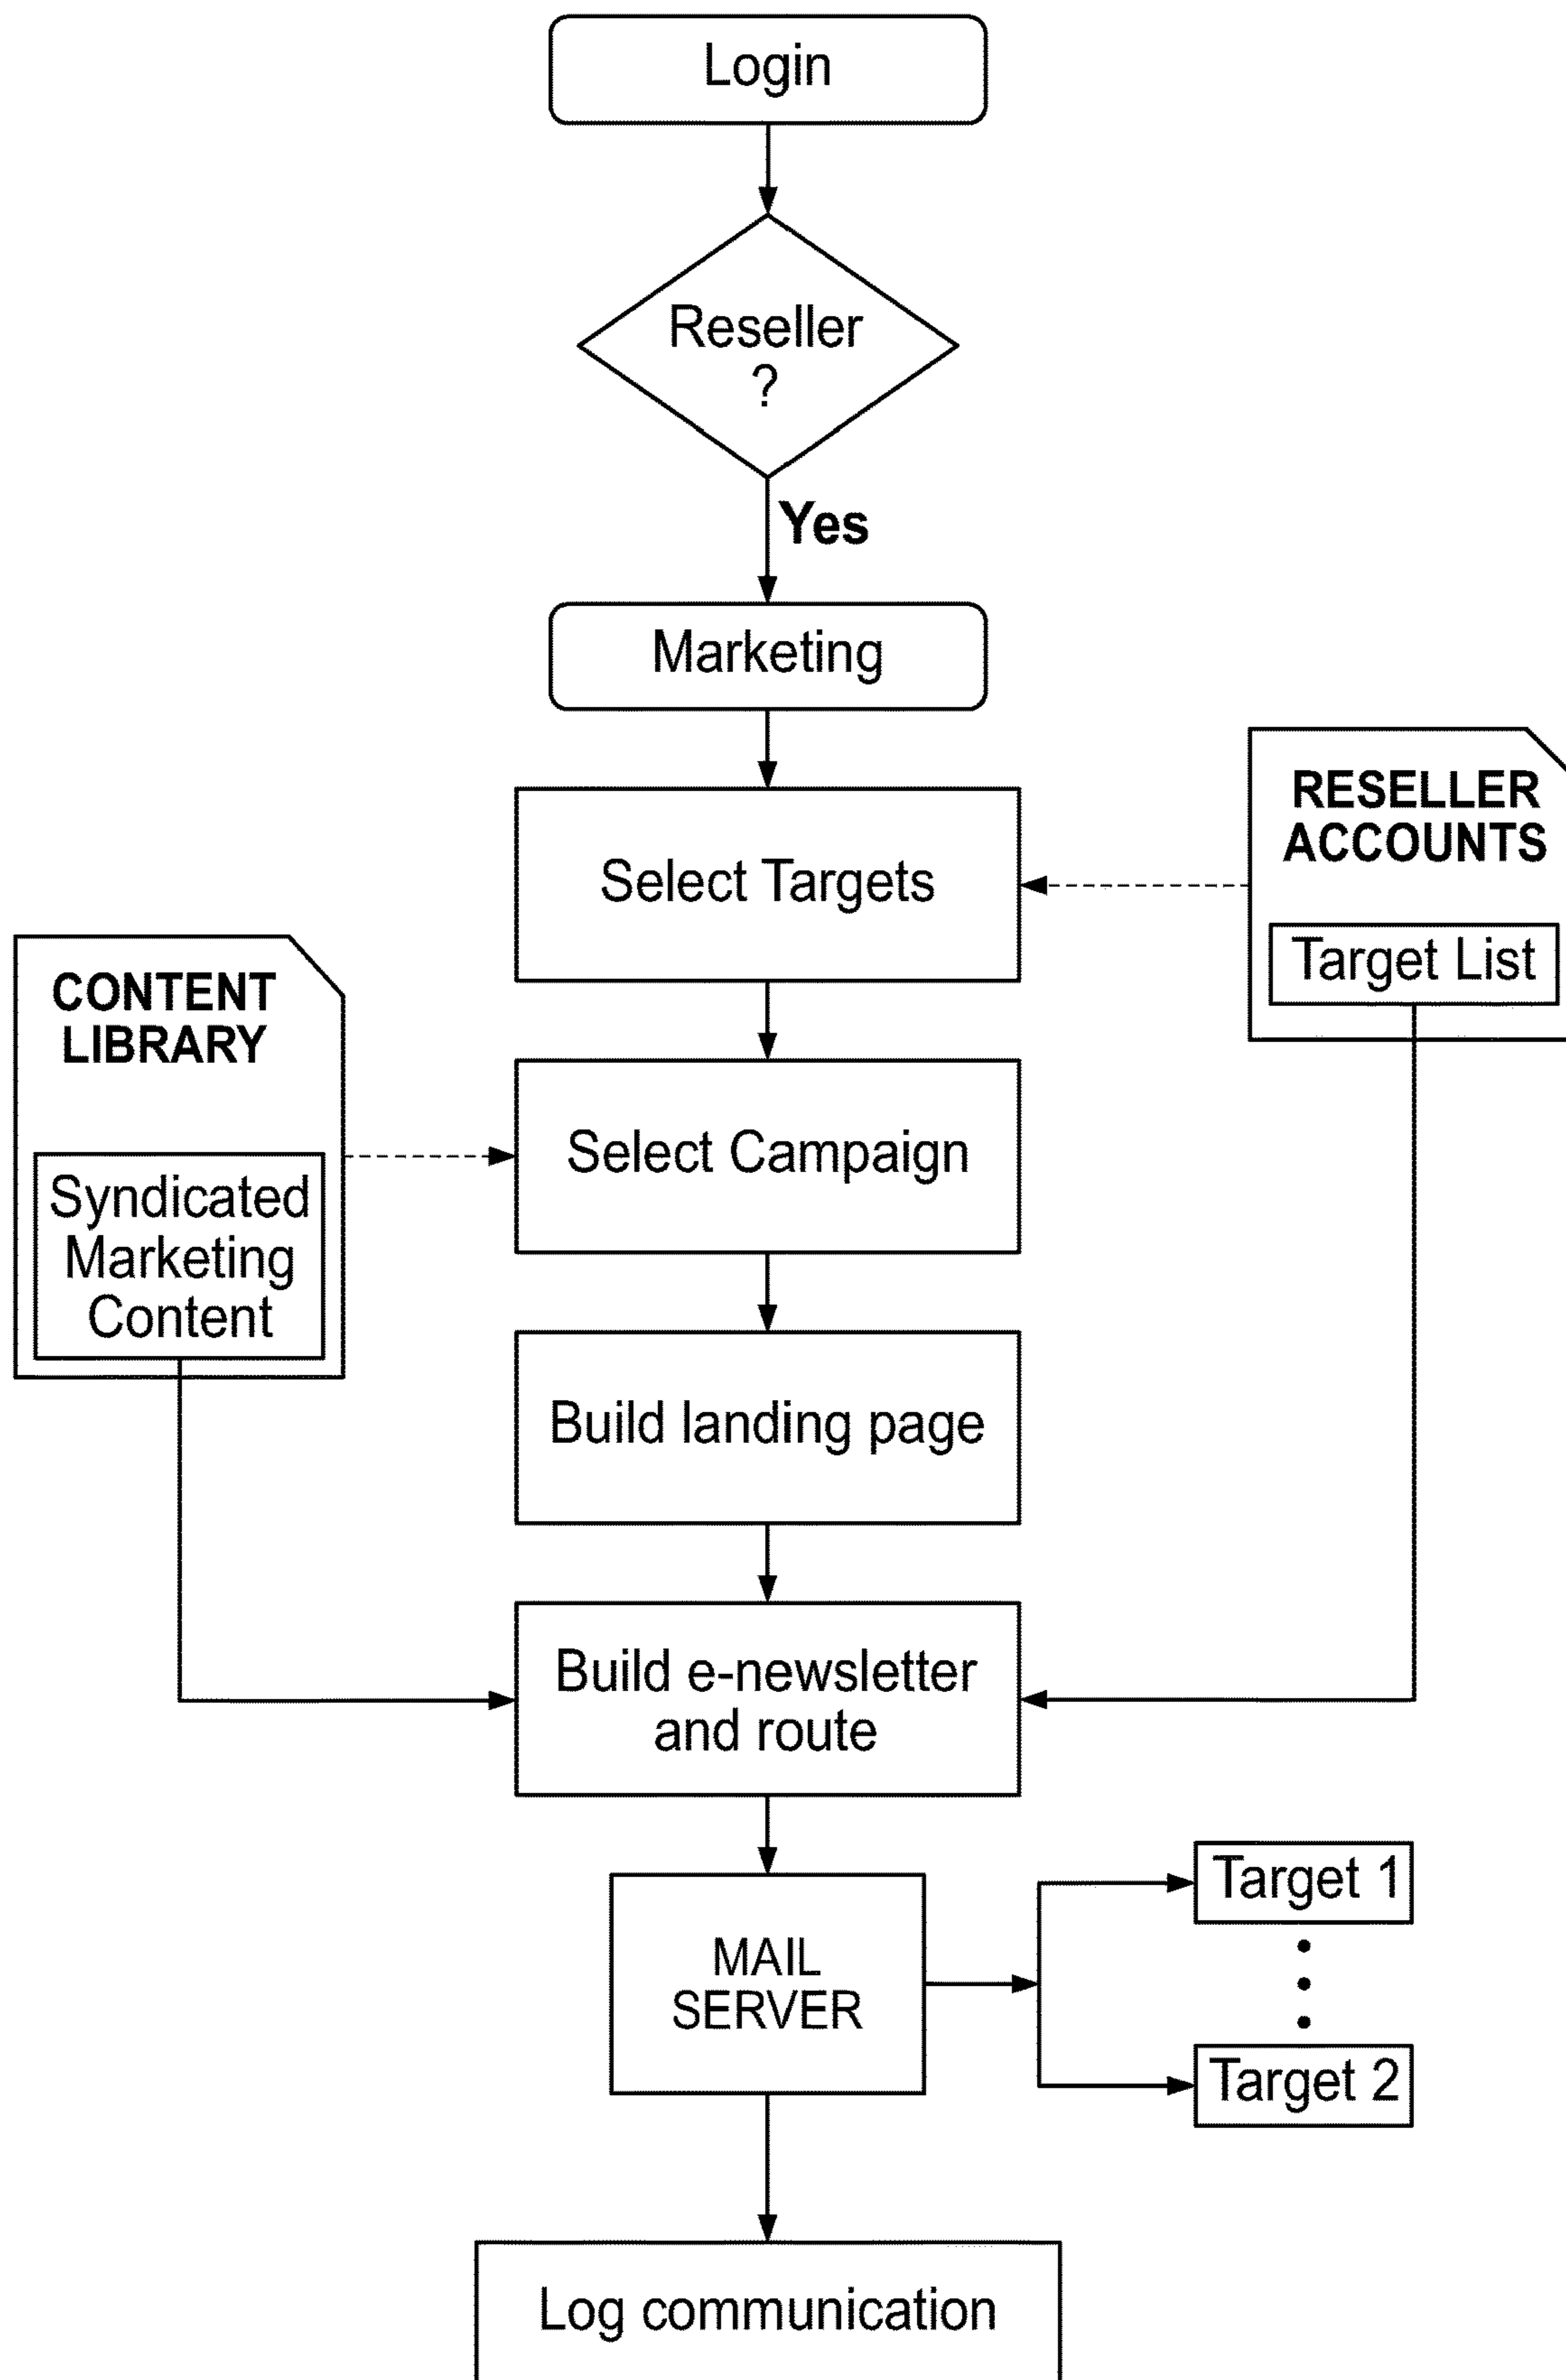 Login
Reseller
?
Yes
Marketing
RESELLER
ACCOUNTS
Select Targets
Target List
CONTENT
LIBRARY
Select Campaign
Syndicated
Marketing
Content
Build landing page
Build e-newsletter
and route
Target 1
MAIL
SERVER
Target 2
Log communication